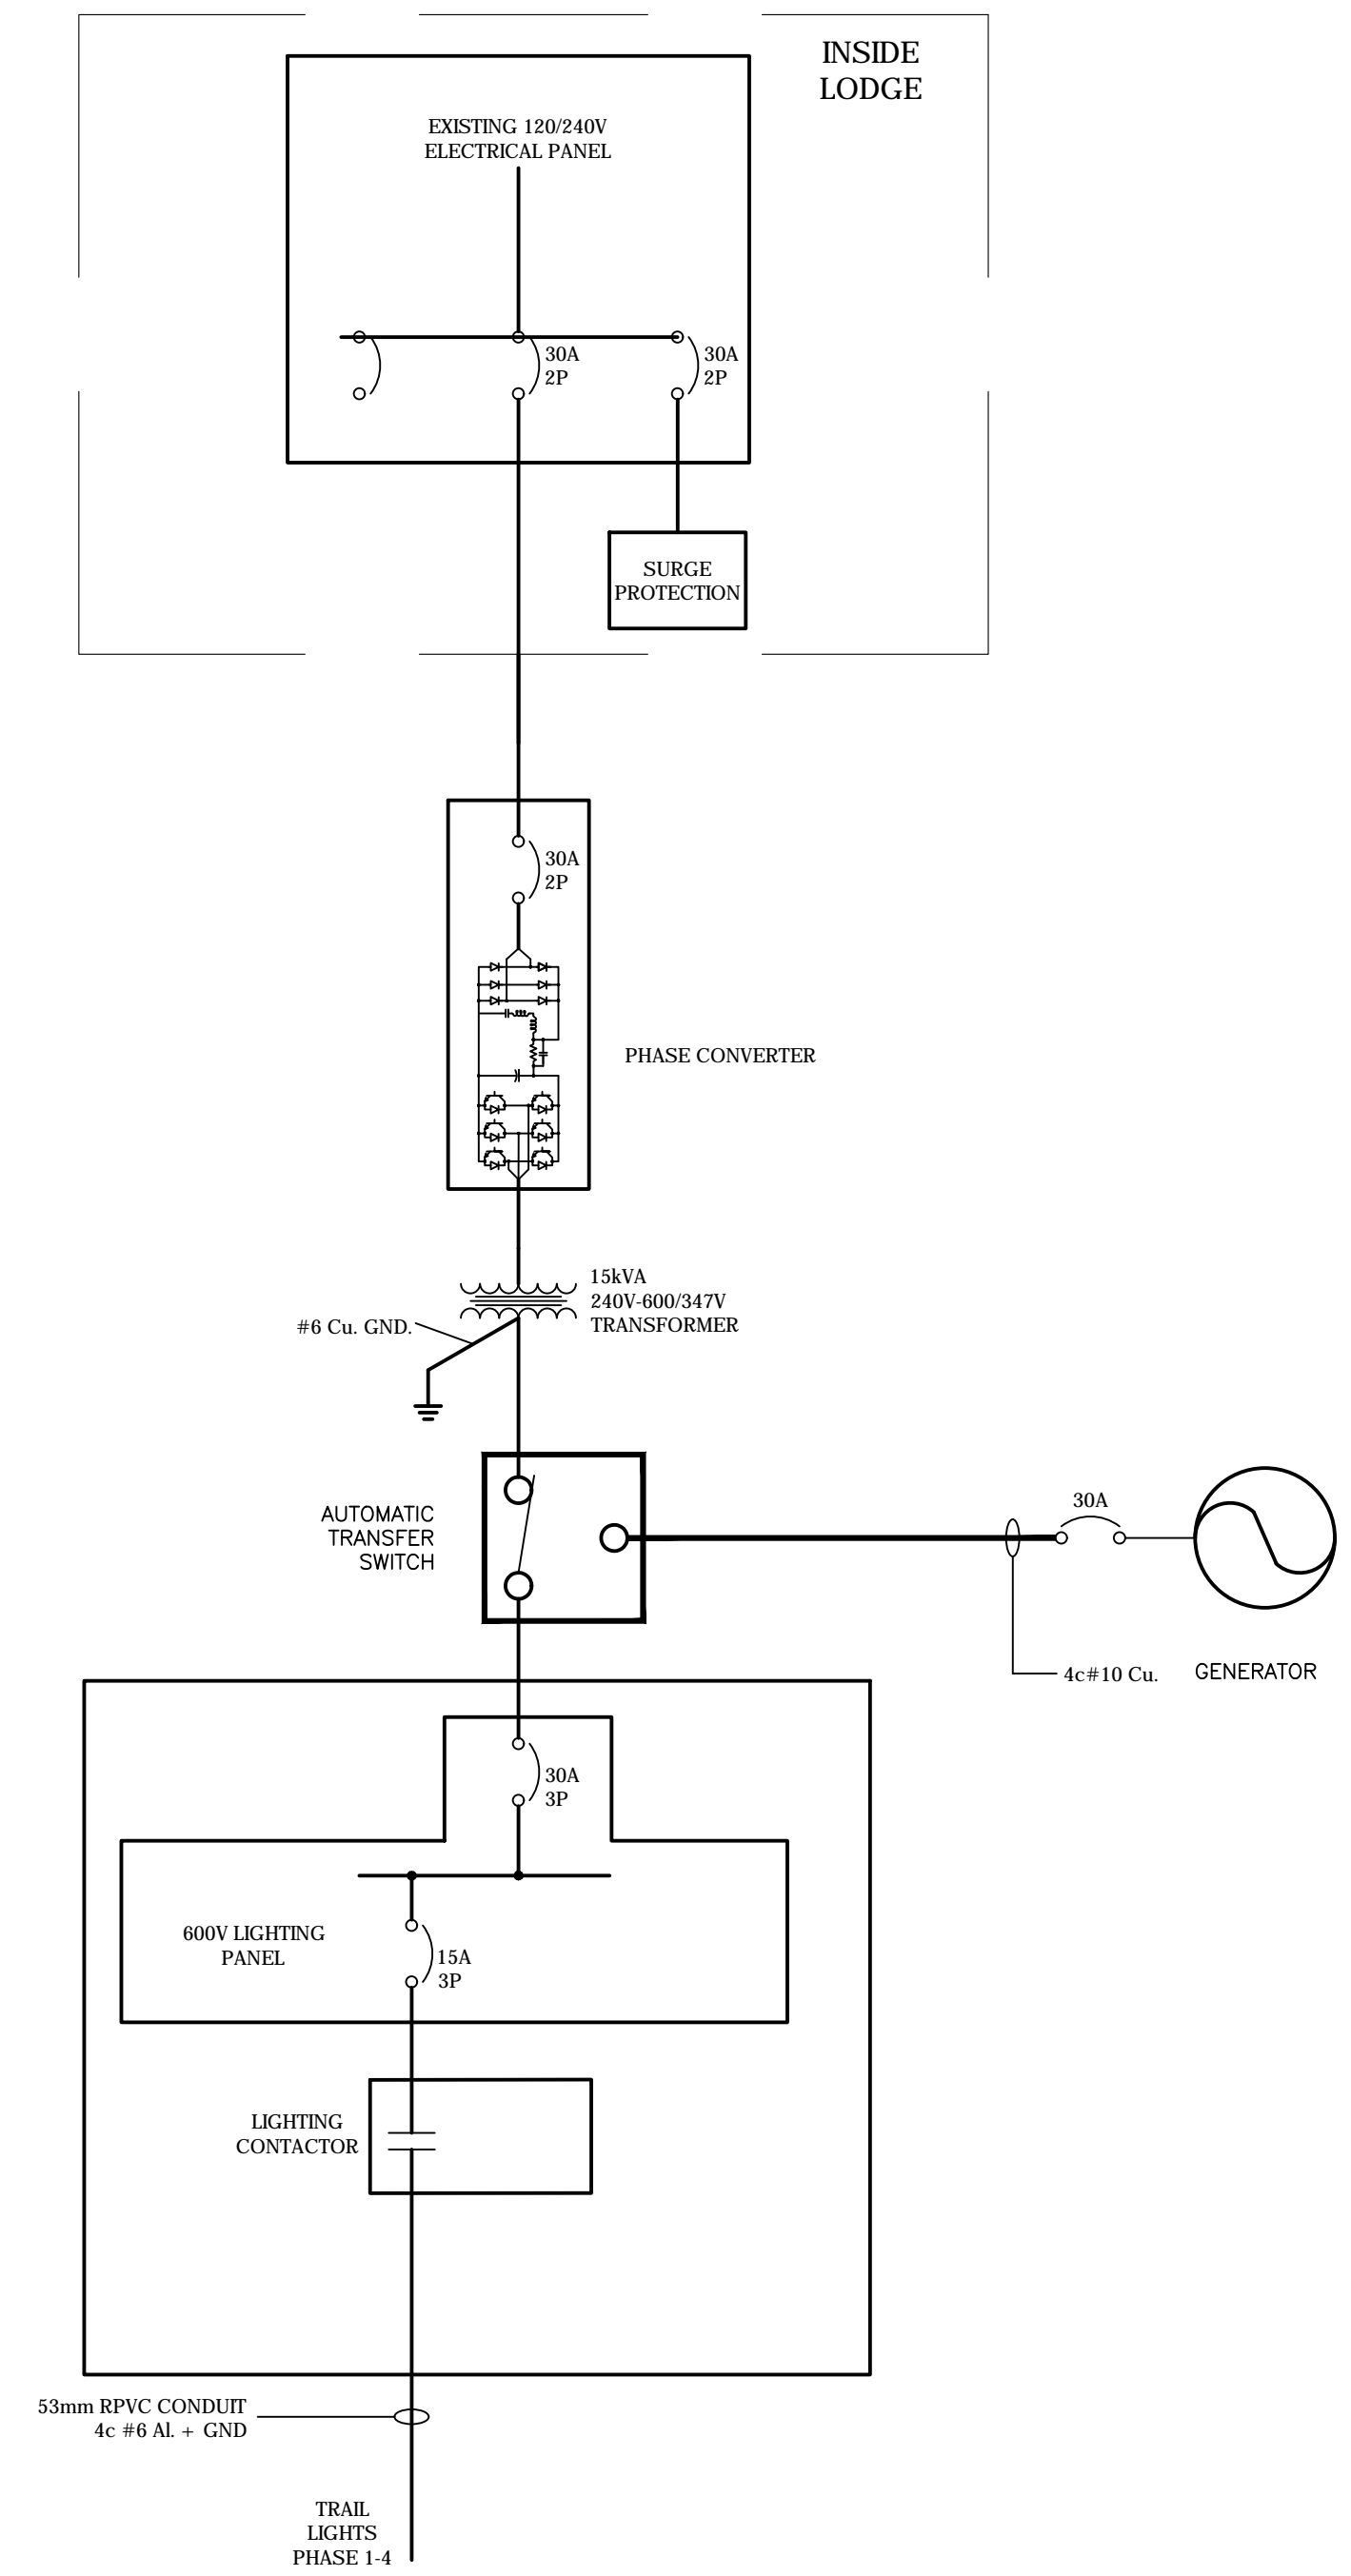 INSIDE
LODGE
EXISTING 120/240V
ELECTRICAL PANEL
30A
2P
30A
2P
SURGE
PROTECTION
30A
2P
PHASE CONVERTER
15kVA
240V-600/347V
TRANSFORMER
#6 Cu. GND.
AUTOMATIC
TRANSFER
SWITCH
30A
4c#10 Cu.
GENERATOR
30A
3P
600V LIGHTING
PANEL
15A
3P
LIGHTING
CONTACTOR
53mm RPVC CONDUIT
4c #6 Al. + GND
TRAIL
LIGHTS
PHASE 1-4